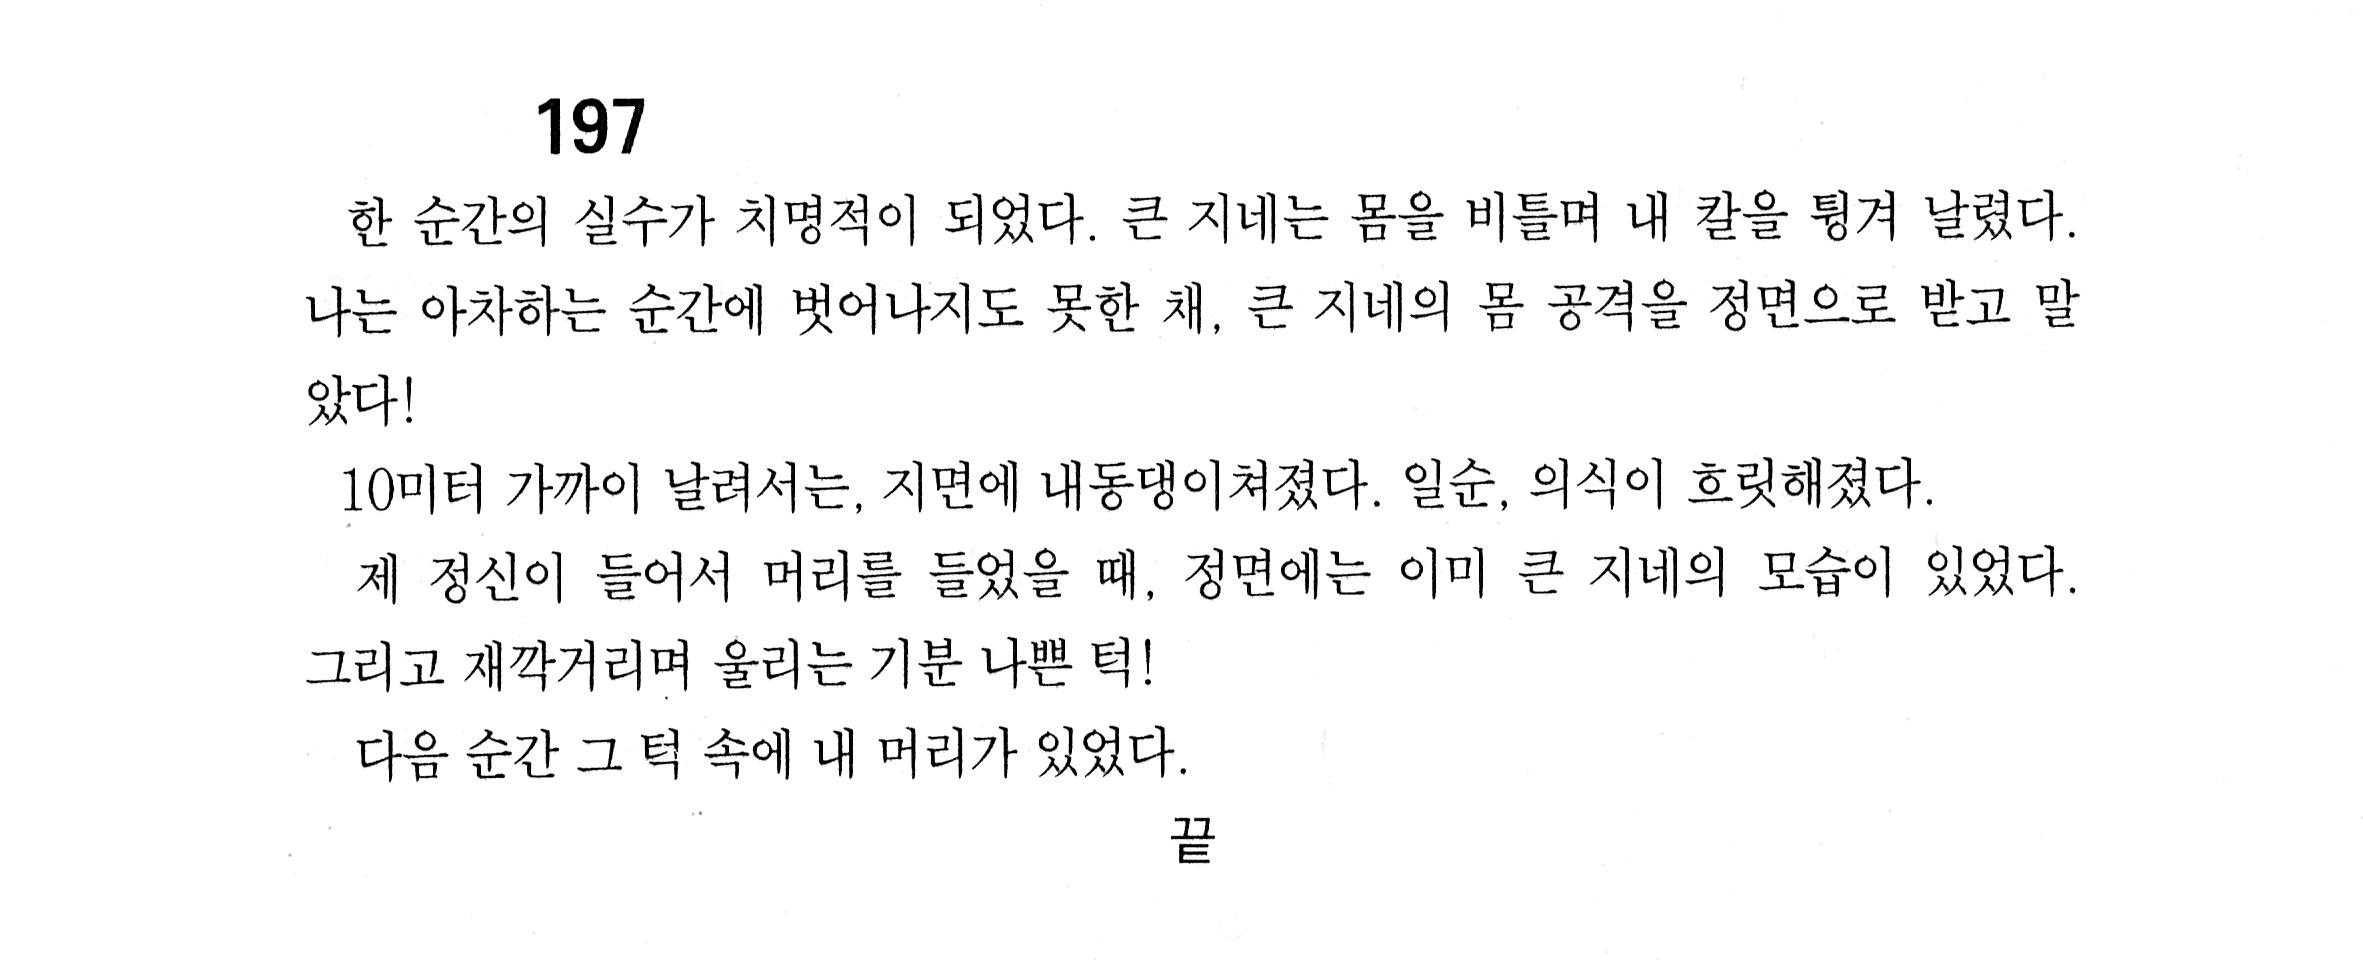 197
한 순간의 실수가 치명적이 되었다. 큰 지네는 몸을 비틀며 내 칼을 튕겨 날렸다.
나는 아차하는 순간에 벗어나지도 못한 채, 큰 지네의 몸 공격을 정면으로 받고 말
았다!
10미터 가까이 날려서는, 지면에 내동댕이쳐졌다. 일순, 의식이 흐릿해졌다.
제 정신이 들어서 머리를 들었을 때, 정면에는 이미 큰 지네의 모습이 있었다.
그리고 재깍거리며 울리는 기분 나쁜 턱!
다음 순간 그 턱 속에 내 머리가 있었다.
끝